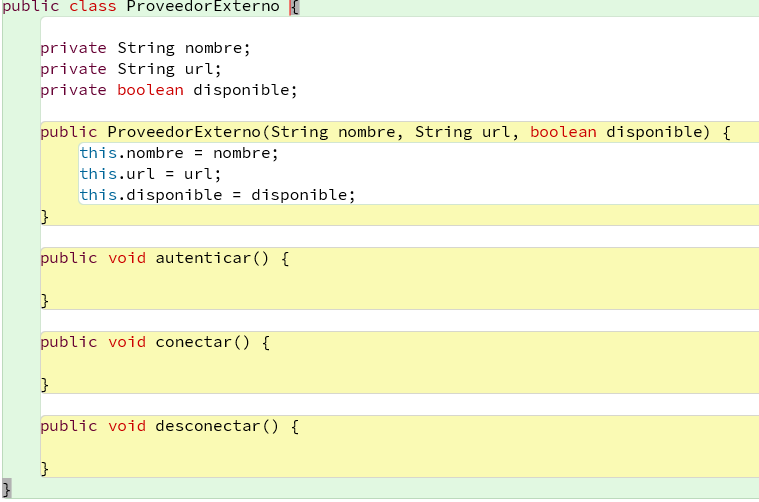 public class ProveedorExterno {
private String nombre;
private String url;
private boolean disponible;
public ProveedorExterno(String nombre, String url, boolean disponible) {
this.nombre = nombre;
this.url = url;
this.disponible = disponible;
}
public void autenticar() {
}
public void conectar() {
}
public void desconectar() {
}
}